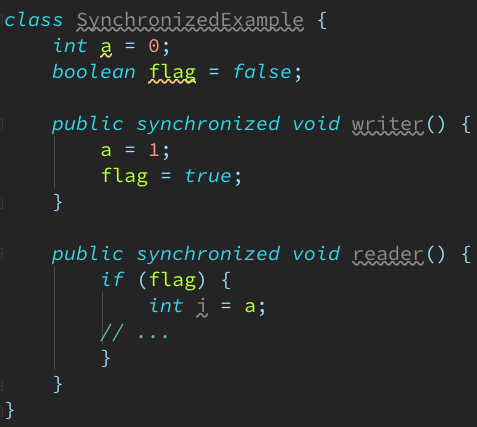 class SynchronizedExample {
    int a = 0;
    boolean flag = false;

    public synchronized void writer() {
        a = 1;
        flag = true;
    }

    public synchronized void reader() {
        if (flag) {
            int j = a;
        // ...
        }
    }
}